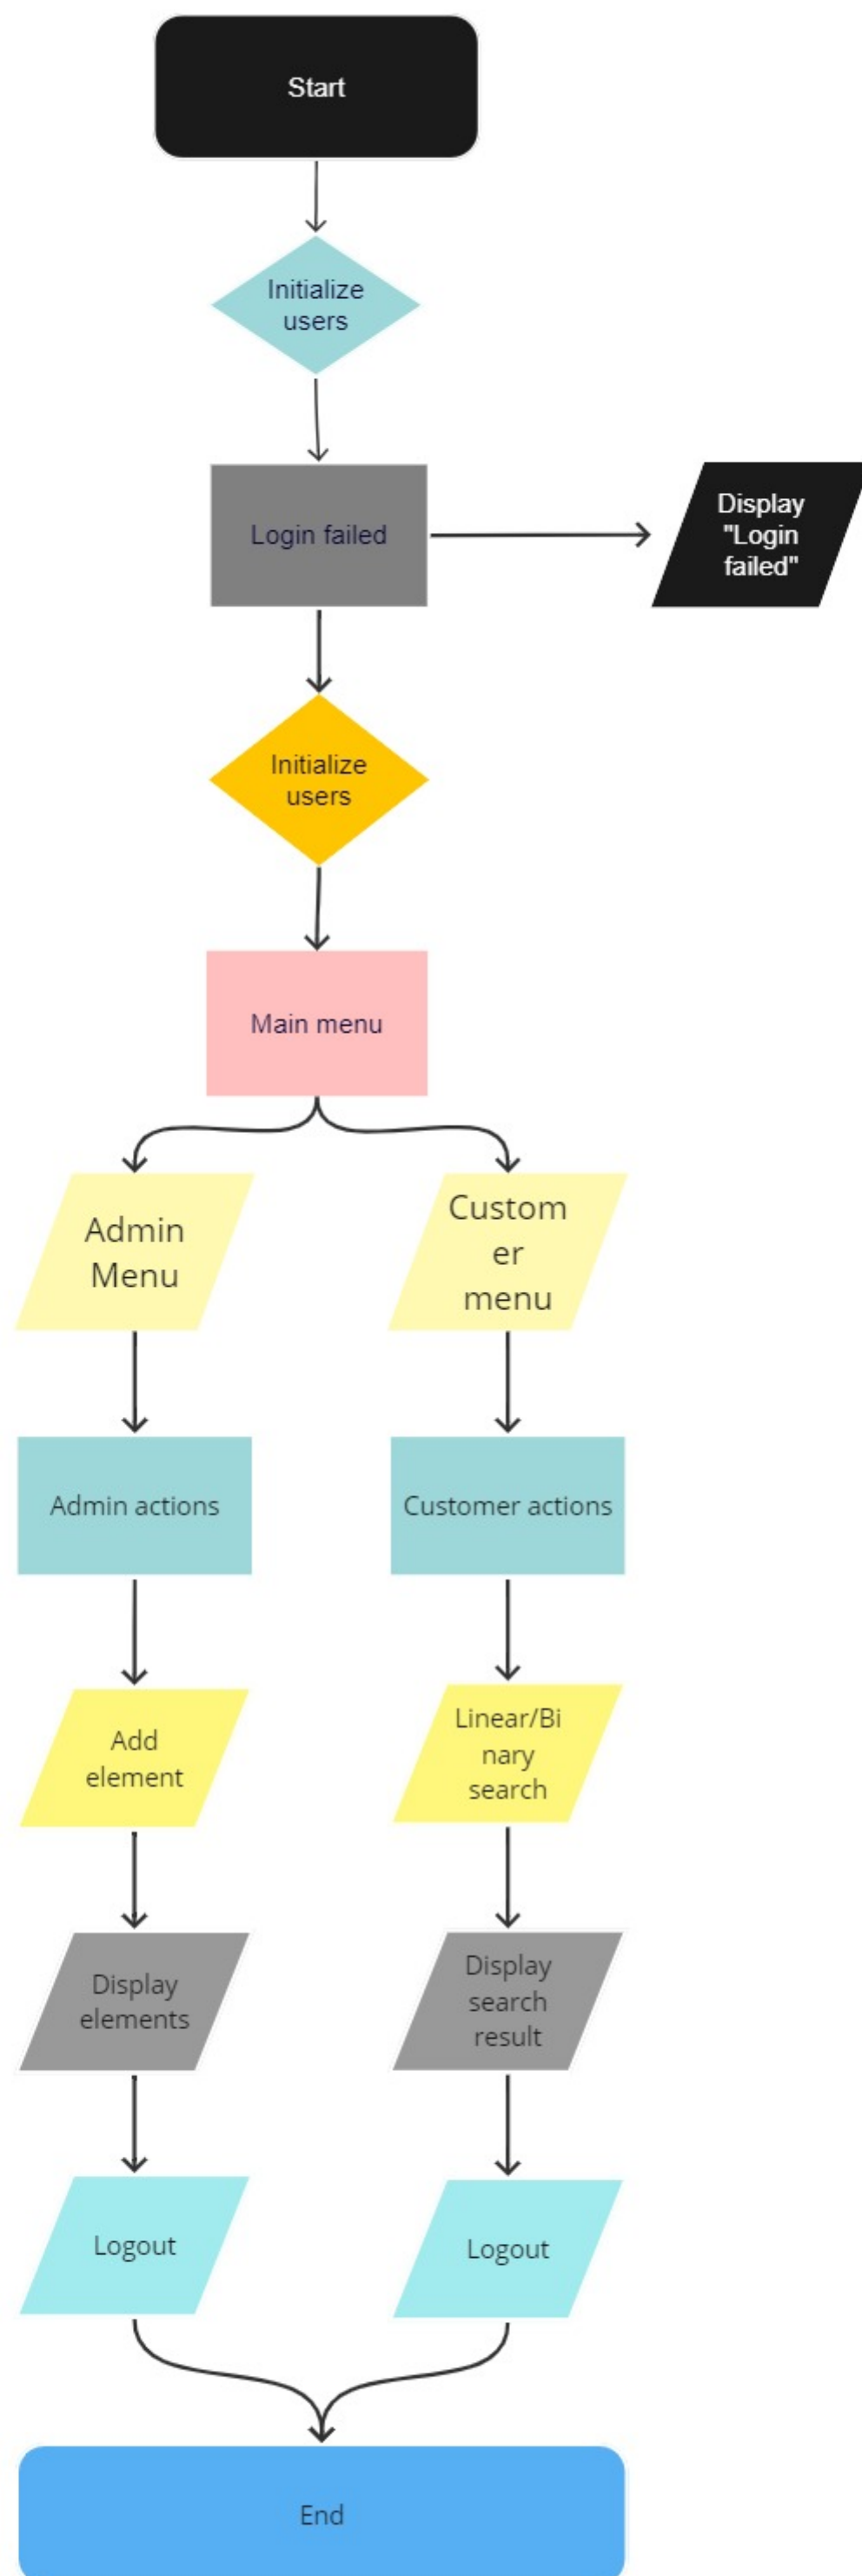 Start
Initialize
users
Login failed
Display
"Login
failed"
Initialize
users
Main menu
Admin
Menu
Custom
er
menu
Admin actions
Customer actions
Add
element
Linear/Bi
nary
search
Display
elements
Display
search
result
Logout
Logout
End